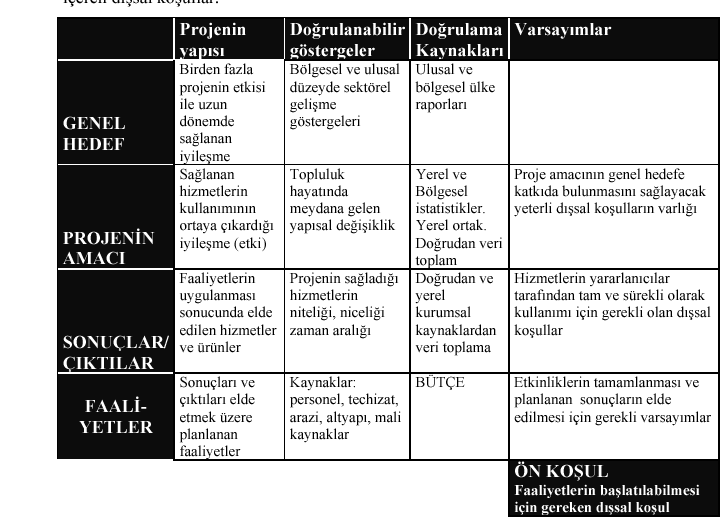 içeren dışsal koşullar.
Projenin
yapısı
Doğrulanabilir
göstergeler
Doğrulama
Kaynakları
Varsayımlar
GENEL
HEDEF
Birden fazla
projenin etkisi
ile uzun
dönemde
sağlanan
iyileşme
Bölgesel ve ulusal
düzeyde sektörel
gelişme
göstergeleri
Ulusal ve
bölgesel ülke
raporları
PROJENİN
AMACI
Sağlanan
hizmetlerin
kullanımının
ortaya çıkardığı
iyileşme (etki)
Topluluk
hayatında
meydana gelen
yapısal değişiklik
Yerel ve
Bölgesel
istatistikler.
Yerel ortak.
Doğrudan veri
toplam
Proje amacının genel hedefe
katkıda bulunmasını sağlayacak
yeterli dışsal koşulların varlığı
SONUÇLAR/
ÇIKTILAR
Faaliyetlerin
uygulanması
sonucunda elde
edilen hizmetler
ve ürünler
Projenin sağladığı
hizmetlerin
niteliği, niceliği
zaman aralığı
Doğrudan ve
yerel
kurumsal
kaynaklardan
veri toplama
Hizmetlerin yararlanıcılar
tarafından tam ve sürekli olarak
kullanımı için gerekli olan dışsal
koşullar
FAALİ-
YETLER
Sonuçları ve
çıktıları elde
etmek üzere
planlanan
faaliyetler
Kaynaklar:
personel, techizat,
arazi, altyapı, mali
kaynaklar
BÜTÇE
Etkinliklerin tamamlanması ve
planlanan sonuçların elde
edilmesi için gerekli varsayımlar
ÖN KOŞUL
Faaliyetlerin başlatılabilmesi
için gereken dışsal koşul